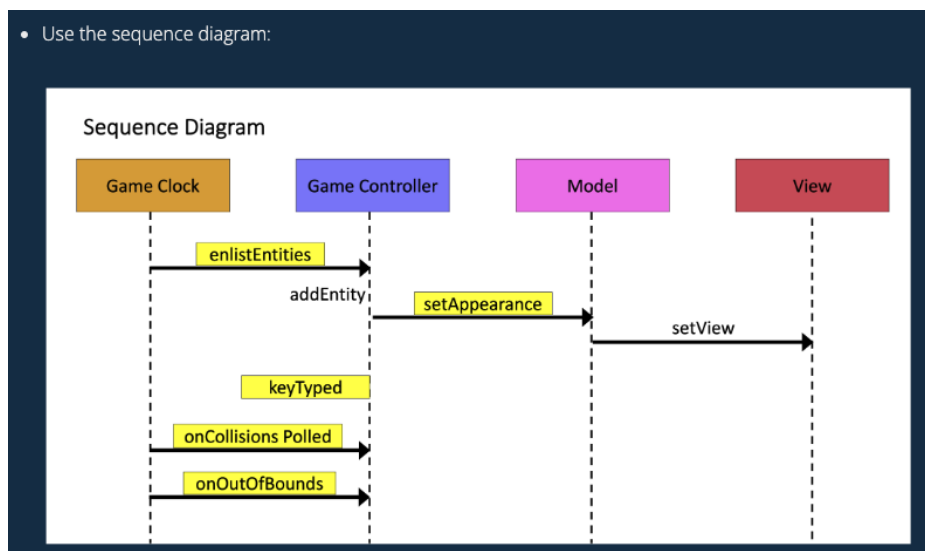 • Use the sequence diagram:
Sequence Diagram
Game Clock
Game Controller
Model
View
enlistEntities
addEntity
setAppearance
setView
keyTyped
onCollisions Polled
onOutOfBounds